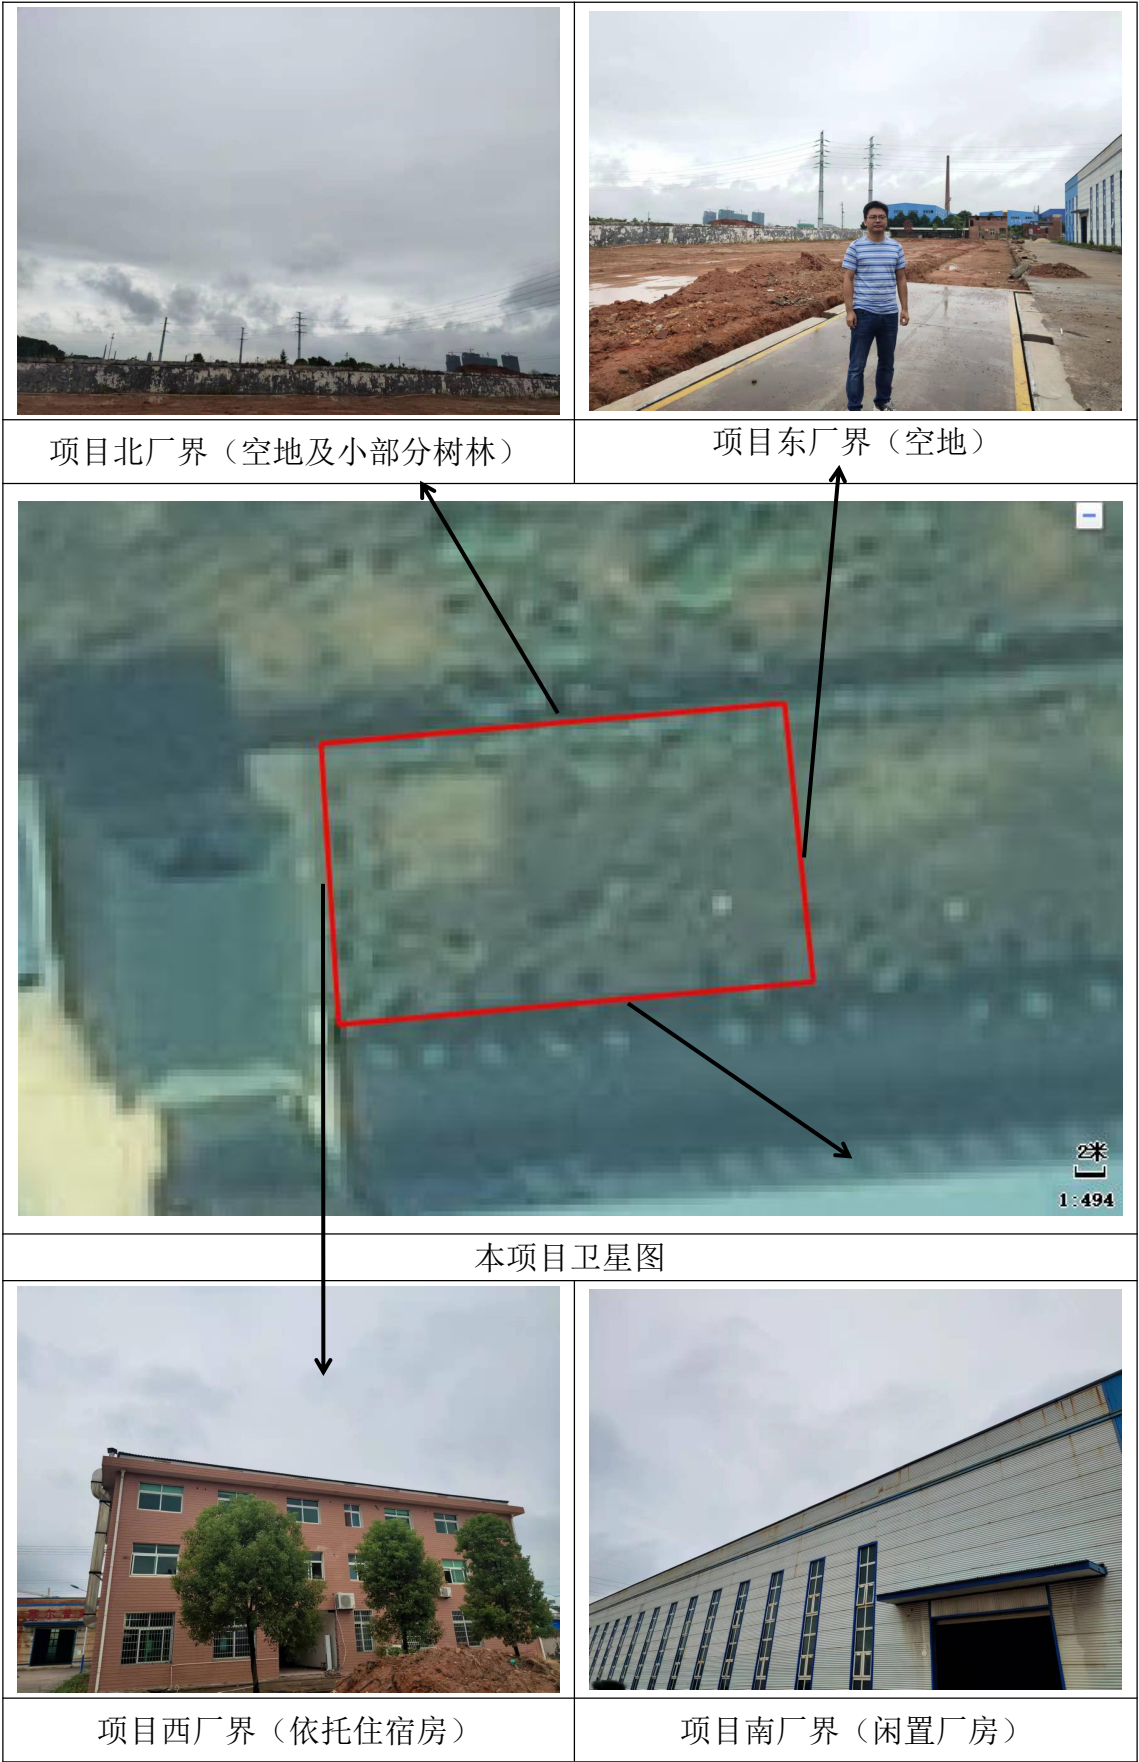 项目北厂界（空地及小部分树林）
项目东厂界（空地）
2米
1:494
本项目卫星图
项目西厂界（依托住宿房）
项目南厂界（闲置厂房）